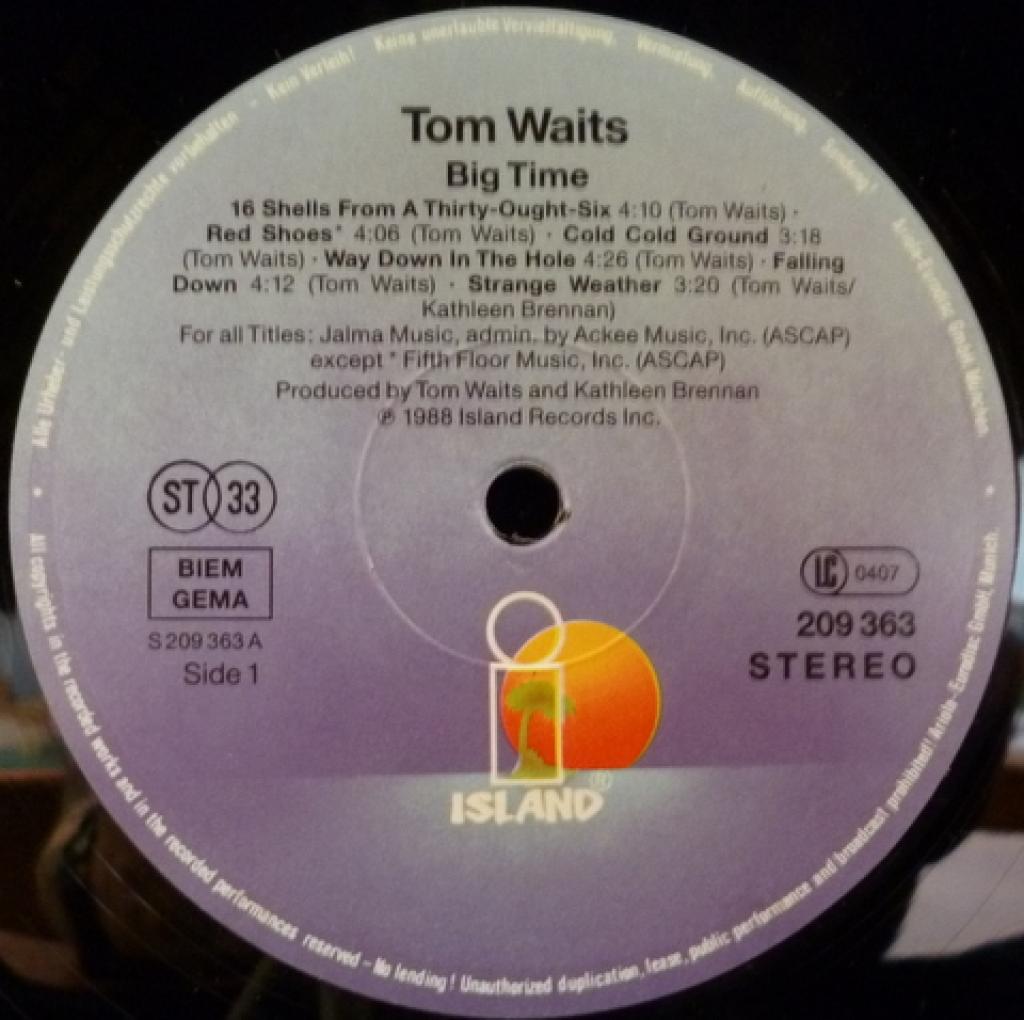 Alle Urheber- und Leistungsschutzrechte vorbehalten - Kein Verleih! Keine unerlaubte Vervielfältigung, Vermietung, Aufführung, Sendung! Ariola-Eurodisc GmbH, München.
Tom Waits
Big Time
16 Shells From A Thirty-Ought-Six 4:10 (Tom Waits) ·
Red Shoes* 4:06 (Tom Waits) · Cold Cold Ground 3:18
(Tom Waits) · Way Down In The Hole 4:26 (Tom Waits) · Falling
Down 4:12 (Tom Waits) · Strange Weather 3:20 (Tom Waits/
Kathleen Brennan)
For all Titles: Jalma Music, admin. by Ackee Music, Inc. (ASCAP)
except * Fifth Floor Music, Inc. (ASCAP)
Produced by Tom Waits and Kathleen Brennan
℗ 1988 Island Records Inc.
ST 33
BIEM
GEMA
S 209 363 A
Side 1
LC 0407
209 363
STEREO
ISLAND ®
All copyrights in the recorded works and in the recorded performances reserved - No lending! Unauthorized duplication, lease, public performance and broadcast prohibited! Ariola-Eurodisc GmbH, Munich.